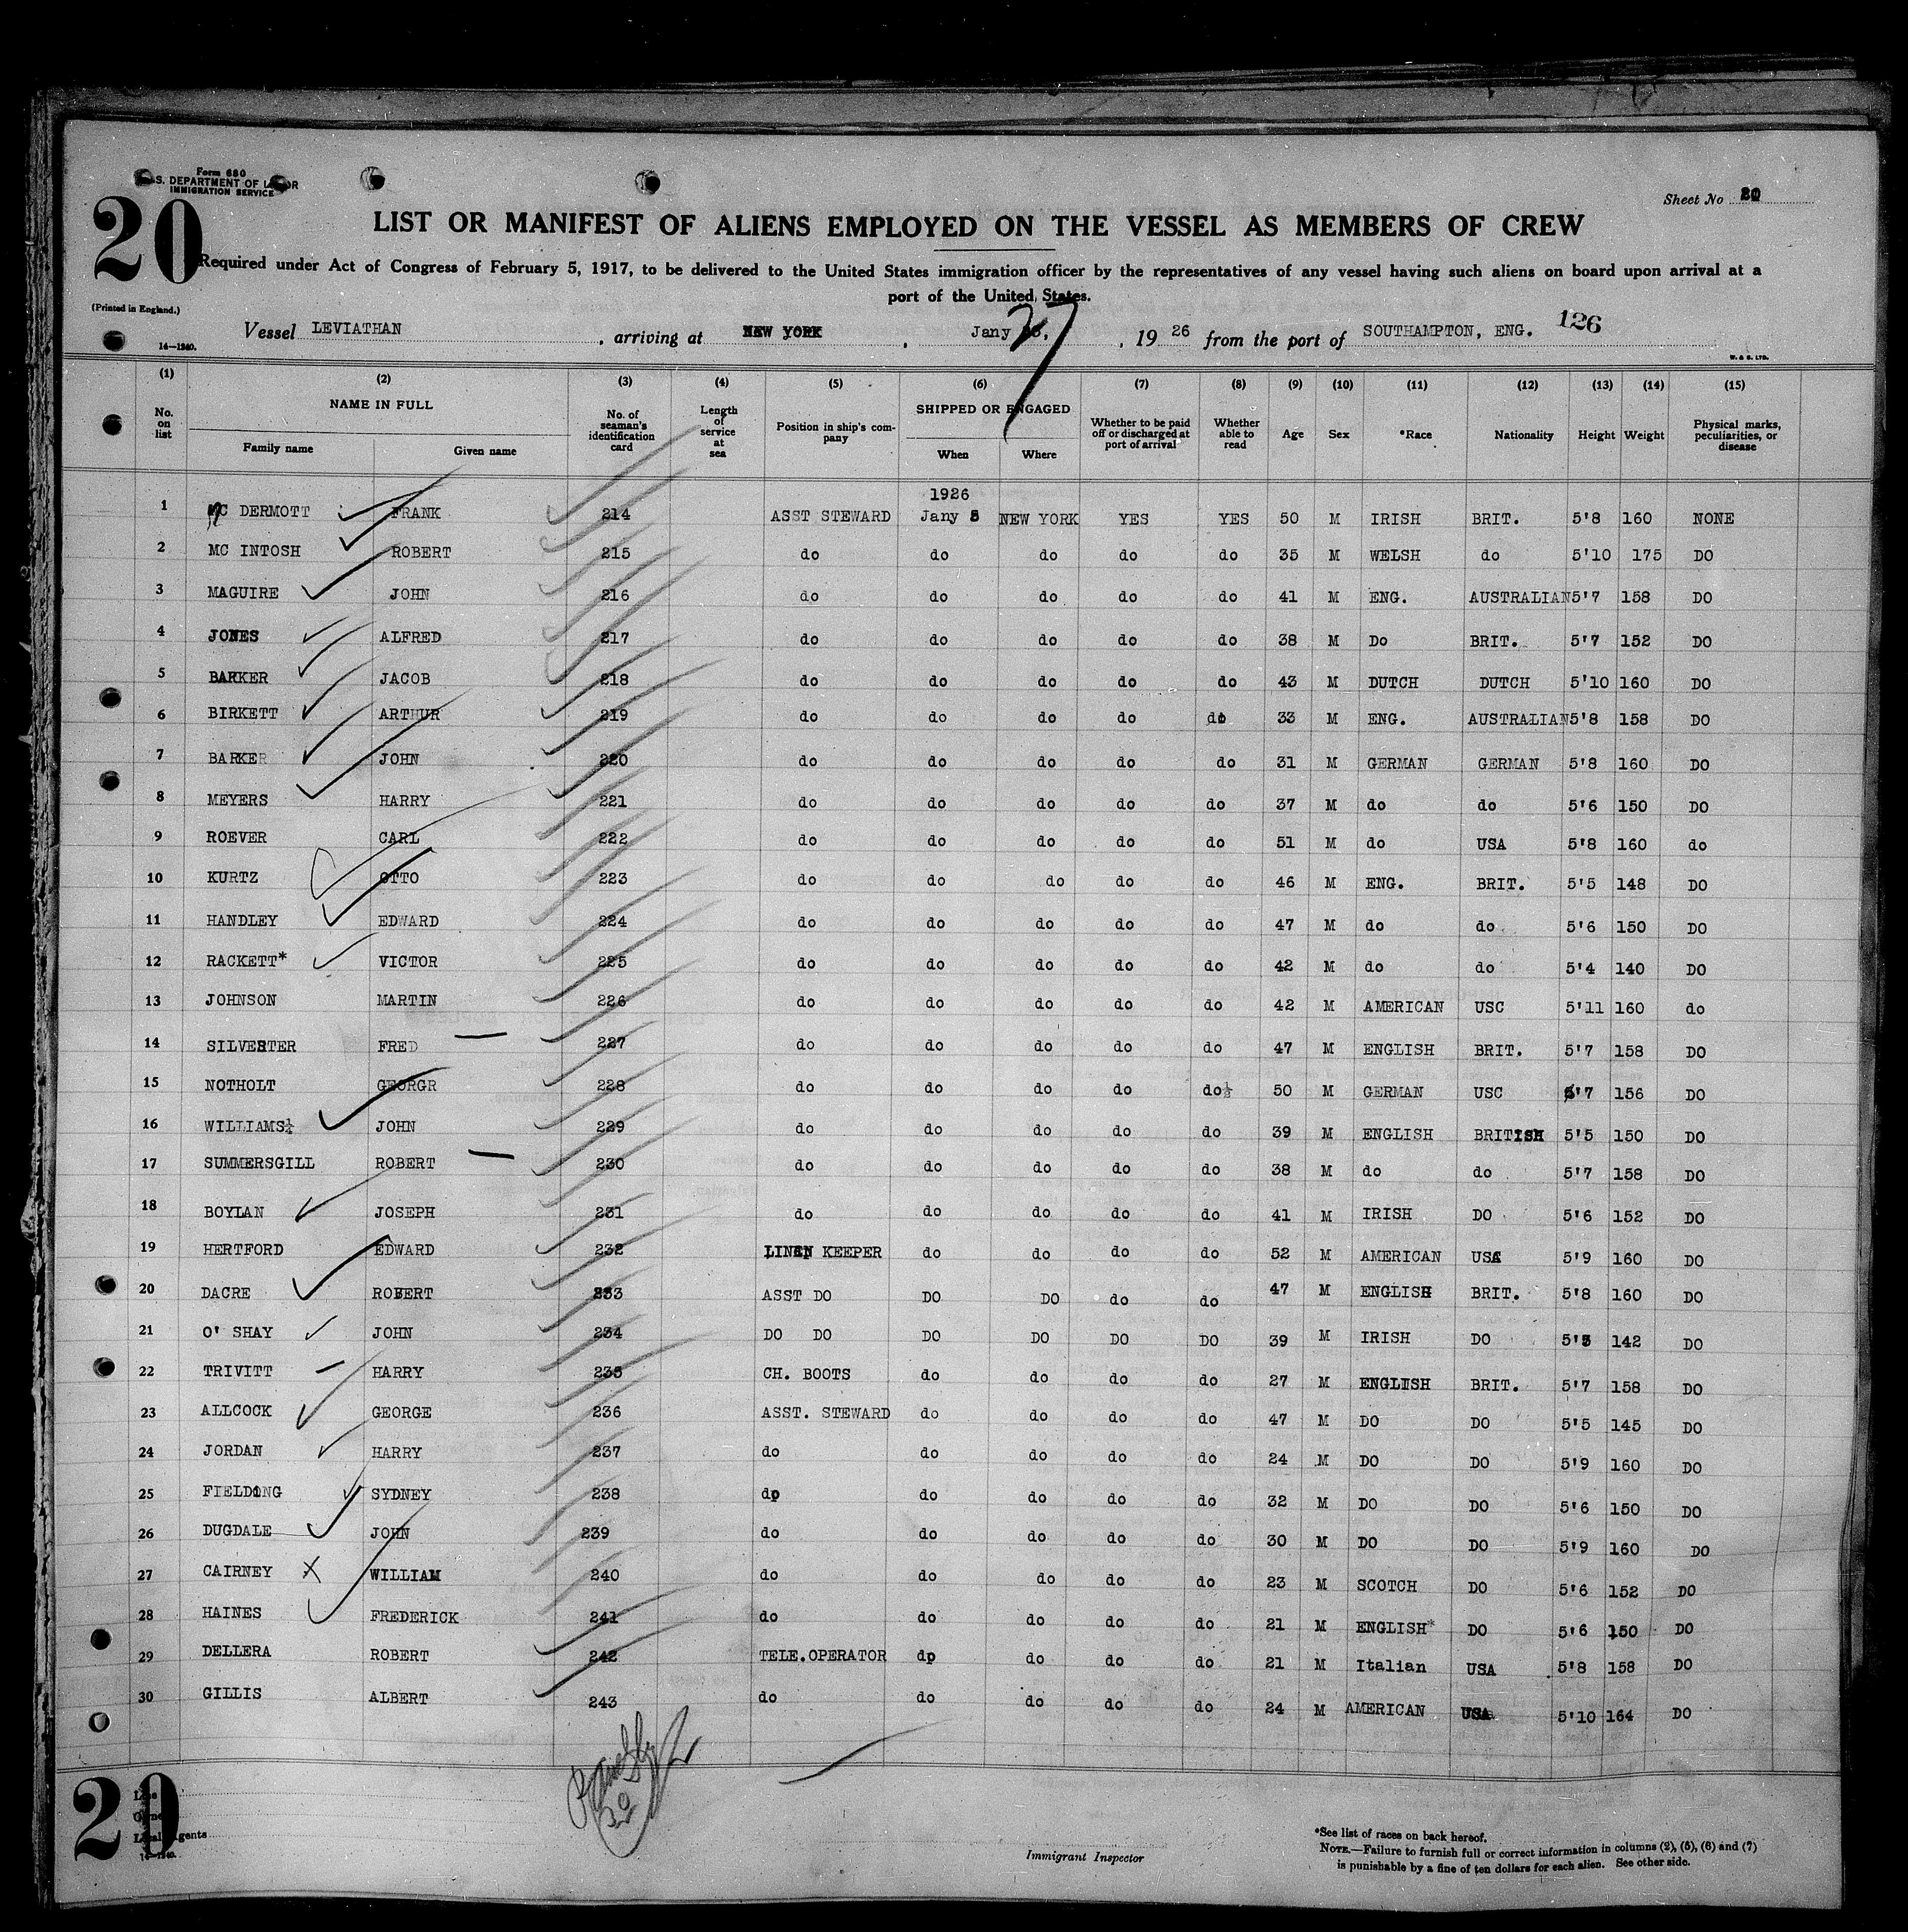 Form 680
U.S. DEPARTMENT OF LABOR
IMMIGRATION SERVICE
20
Sheet No 20
LIST OR MANIFEST OF ALIENS EMPLOYED ON THE VESSEL AS MEMBERS OF CREW
Required under Act of Congress of February 5, 1917, to be delivered to the United States immigration officer by the representatives of any vessel having such aliens on board upon arrival at a
port of the United States.
(Printed in England.)
14—1240.
Vessel LEVIATHAN, arriving at NEW YORK, Jany 27, 1926 from the port of SOUTHAMPTON, ENG. 126
W. & S. LTD.
(1) (2) (3) (4) (5) (6) (7) (8) (9) (10) (11) (12) (13) (14) (15)
No. on list NAME IN FULL Family name Given name No. of seaman's identification card Length of service at sea Position in ship's company SHIPPED OR ENGAGED When Where Whether to be paid off or discharged at port of arrival Whether able to read Age Sex *Race Nationality Height Weight Physical marks, peculiarities, or disease
1926
1 MC DERMOTT FRANK 214 ASST STEWARD Jany 5 NEW YORK YES YES 50 M IRISH BRIT. 5'8 160 NONE
2 MC INTOSH ROBERT 215 do do do do do 35 M WELSH do 5'10 175 DO
3 MAGUIRE JOHN 216 do do do do do 41 M ENG. AUSTRALIAN 5'7 158 DO
4 JONES ALFRED 217 do do do do do 38 M Do BRIT. 5'7 152 DO
5 BARKER JACOB 218 do do do do do 43 M DUTCH DUTCH 5'10 160 DO
6 BIRKETT ARTHUR 219 do do do do do 33 M ENG. AUSTRALIAN 5'8 158 DO
7 BARKER JOHN 220 do do do do do 31 M GERMAN GERMAN 5'8 160 DO
8 MEYERS HARRY 221 do do do do do 37 M do do 5'6 150 DO
9 ROEVER CARL 222 do do do do do 51 M do USA 5'8 160 do
10 KURTZ OTTO 223 do do do do do 46 M ENG. BRIT. 5'5 148 DO
11 HANDLEY EDWARD 224 do do do do do 47 M do do 5'6 150 DO
12 RACKETT* VICTOR 225 do do do do do 42 M do do 5'4 140 DO
13 JOHNSON MARTIN 226 do do do do do 42 M AMERICAN USC 5'11 160 do
14 SILVESTER FRED 227 do do do do do 47 M ENGLISH BRIT. 5'7 158 DO
15 NOTHOLT GEORGR 228 do do do do do½ 50 M GERMAN USC 5'7 156 DO
16 WILLIAMS½ JOHN 229 do do do do do 39 M ENGLISH BRITISH 5'5 150 DO
17 SUMMERSGILL ROBERT 230 do do do do do 38 M do do 5'7 158 DO
18 BOYLAN JOSEPH 231 do do do do do 41 M IRISH DO 5'6 152 DO
19 HERTFORD EDWARD 232 LINEN KEEPER do do do do 52 M AMERICAN USA 5'9 160 DO
20 DACRE ROBERT 233 ASST DO DO DO do do 47 M ENGLISH BRIT. 5'8 160 DO
21 O' SHAY JOHN 234 DO DO DO DO DO DO 39 M IRISH DO 5'5 142 DO
22 TRIVITT HARRY 235 CH. BOOTS do do do do 27 M ENGLISH BRIT. 5'7 158 DO
23 ALLCOCK GEORGE 236 ASST. STEWARD do do do do 47 M DO DO 5'5 145 DO
24 JORDAN HARRY 237 do do do do do 24 M DO DO 5'9 160 DO
25 FIELDING SYDNEY 238 dp do do do do 32 M DO DO 5'6 150 DO
26 DUGDALE JOHN 239 do do do do do 30 M DO DO 5'9 160 DO
27 CAIRNEY X WILLIAM 240 do do do do do 23 M SCOTCH DO 5'6 152 DO
28 HAINES FREDERICK 241 do do do do do 21 M ENGLISH* DO 5'6 150 DO
29 DELLERA ROBERT 242 TELE.OPERATOR dp do do do 21 M Italian USA 5'8 158 DO
30 GILLIS ALBERT 243 do do do do do 24 M AMERICAN USA 5'10 164 DO
20
Line
Owners
Local Agents
14—1240.
30
Immigrant Inspector
*See list of races on back hereof.
NOTE.—Failure to furnish full or correct information in columns (2), (5), (6) and (7)
is punishable by a fine of ten dollars for each alien. See other side.